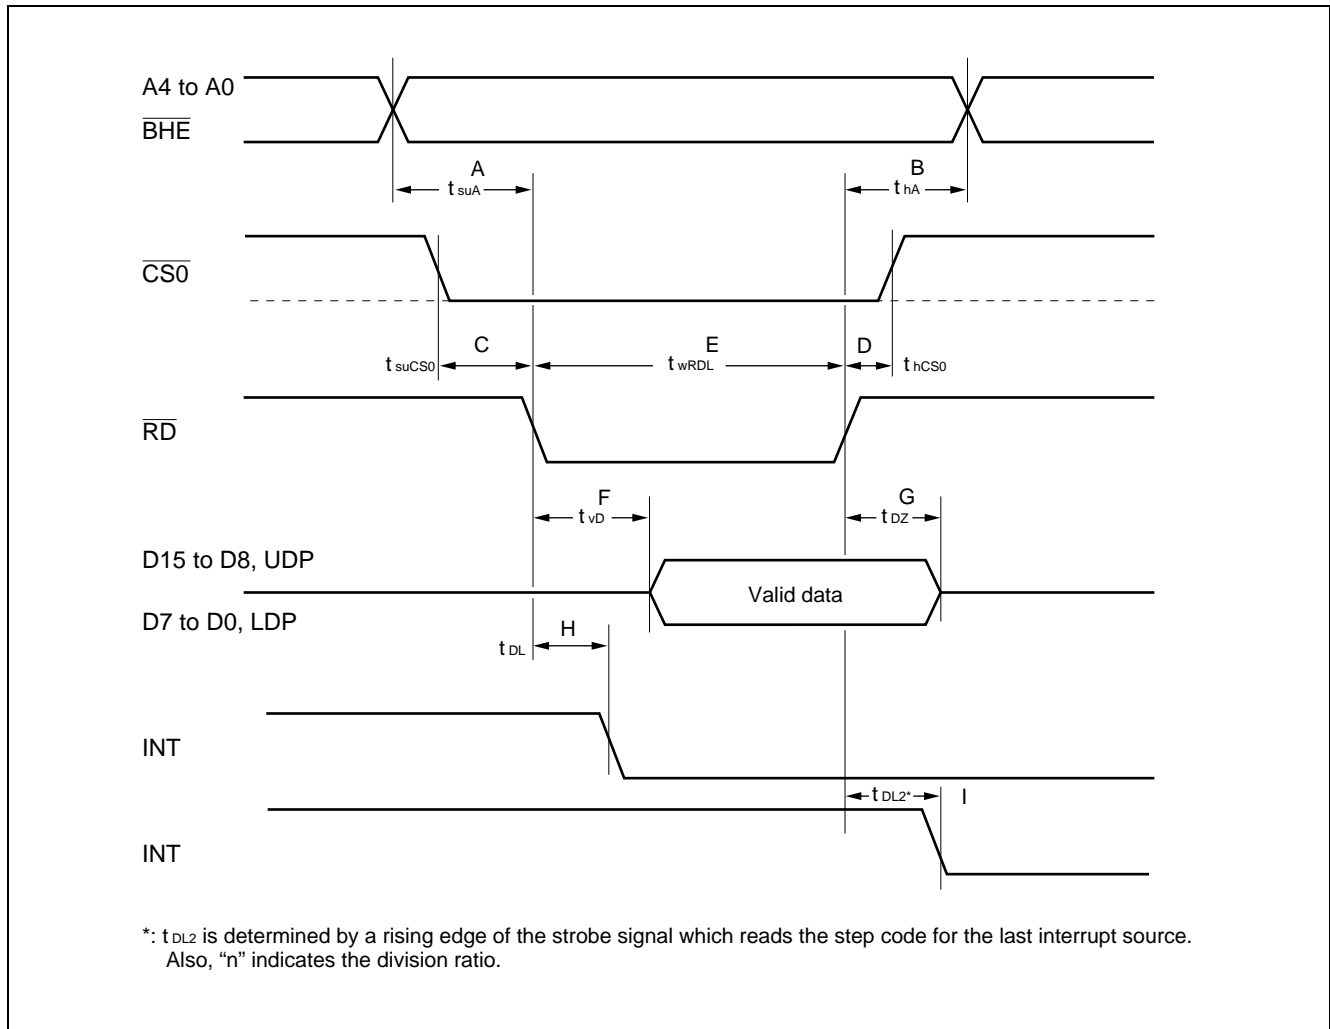 A4 to A0
BHE
A
t suA
B
t hA
CS0
C
t suCS0
E
t wRDL
D
t hCS0
RD
F
t vD
G
t DZ
D15 to D8, UDP
Valid data
D7 to D0, LDP
H
t DL
INT
t DL2* I
INT
*: t DL2 is determined by a rising edge of the strobe signal which reads the step code for the last interrupt source.
Also, “n” indicates the division ratio.